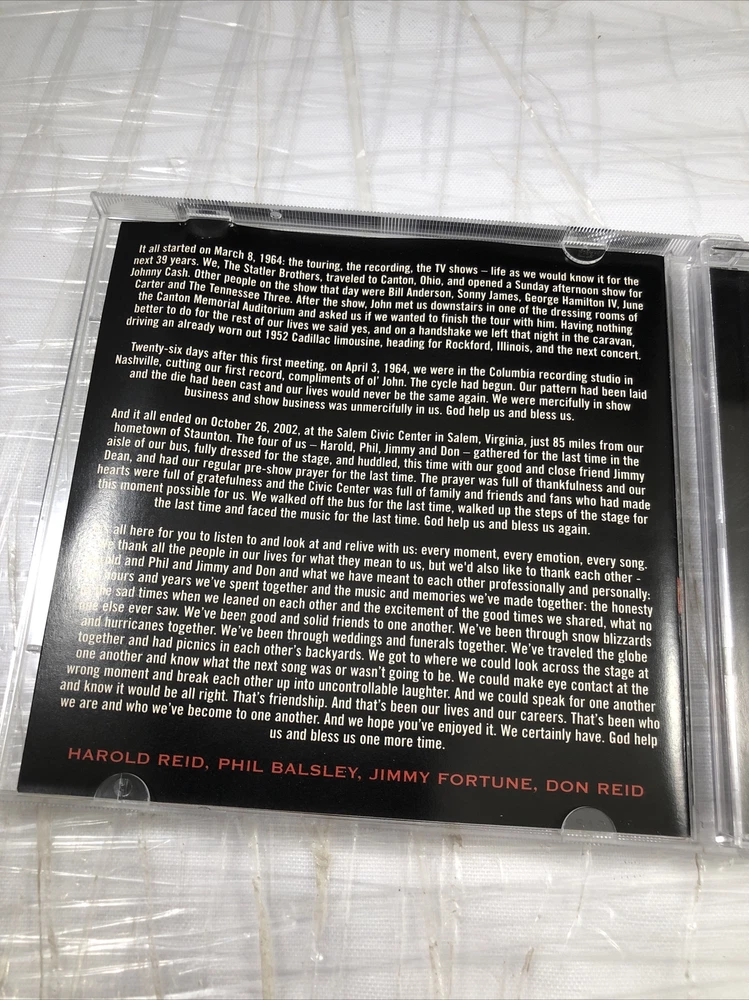 It all started on March 8, 1964: the touring, the recording, the TV shows – life as we would know it for the
next 39 years. We, The Statler Brothers, traveled to Canton, Ohio, and opened a Sunday afternoon show for
Johnny Cash. Other people on the show that day were Bill Anderson, Sonny James, George Hamilton IV, June
Carter and The Tennessee Three. After the show, John met us downstairs in one of the dressing rooms of
the Canton Memorial Auditorium and asked us if we wanted to finish the tour with him. Having nothing
better to do for the rest of our lives we said yes, and on a handshake we left that night in the caravan,
driving an already worn out 1952 Cadillac limousine, heading for Rockford, Illinois, and the next concert.
Twenty-six days after this first meeting, on April 3, 1964, we were in the Columbia recording studio in
Nashville, cutting our first record, compliments of ol' John. The cycle had begun. Our pattern had been laid
and the die had been cast and our lives would never be the same again. We were mercifully in show
business and show business was unmercifully in us. God help us and bless us.
And it all ended on October 26, 2002, at the Salem Civic Center in Salem, Virginia, just 85 miles from our
hometown of Staunton. The four of us – Harold, Phil, Jimmy and Don – gathered for the last time in the
aisle of our bus, fully dressed for the stage, and huddled, this time with our good and close friend Jimmy
Dean, and had our regular pre-show prayer for the last time. The prayer was full of thankfulness and our
hearts were full of gratefulness and the Civic Center was full of family and friends and fans who had made
this moment possible for us. We walked off the bus for the last time, walked up the steps of the stage for
the last time and faced the music for the last time. God help us and bless us again.
all here for you to listen to and look at and relive with us: every moment, every emotion, every song.
thank all the people in our lives for what they mean to us, but we'd also like to thank each other -
and Phil and Jimmy and Don and what we have meant to each other professionally and personally:
hours and years we've spent together and the music and memories we've made together: the honesty
sad times when we leaned on each other and the excitement of the good times we shared, what no
one else ever saw. We've been good and solid friends to one another. We've been through snow blizzards
and hurricanes together. We've been through weddings and funerals together. We've traveled the globe
together and had picnics in each other's backyards. We got to where we could look across the stage at
one another and know what the next song was or wasn't going to be. We could make eye contact at the
wrong moment and break each other up into uncontrollable laughter. And we could speak for one another
and know it would be all right. That's friendship. And that's been our lives and our careers. That's been who
we are and who we've become to one another. And we hope you've enjoyed it. We certainly have. God help
us and bless us one more time.
HAROLD REID, PHIL BALSLEY, JIMMY FORTUNE, DON REID